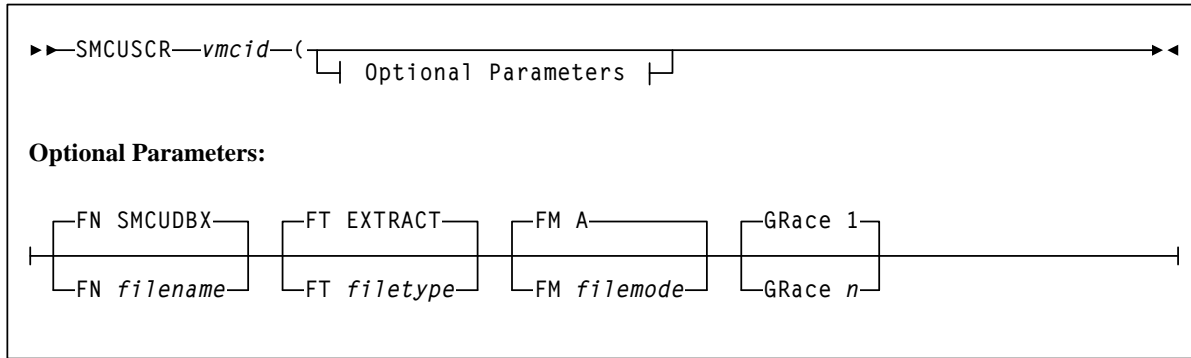 ►►SMCUSCR vmcid (►◄
Optional Parameters
Optional Parameters:
FN SMCUDBX FT EXTRACT FM A GRace 1
FN filename FT filetype FM filemode GRace n